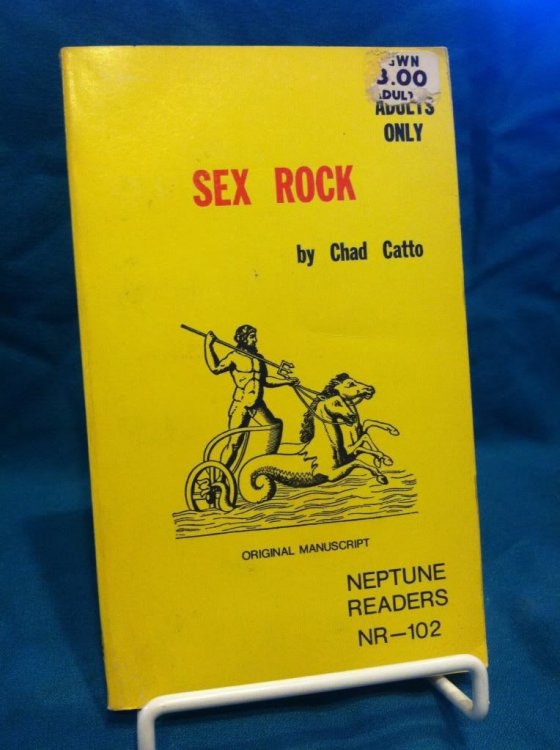 3.00
ADULTS
ONLY
SEX ROCK
by Chad Catto
ORIGINAL MANUSCRIPT
NEPTUNE
READERS
NR—102